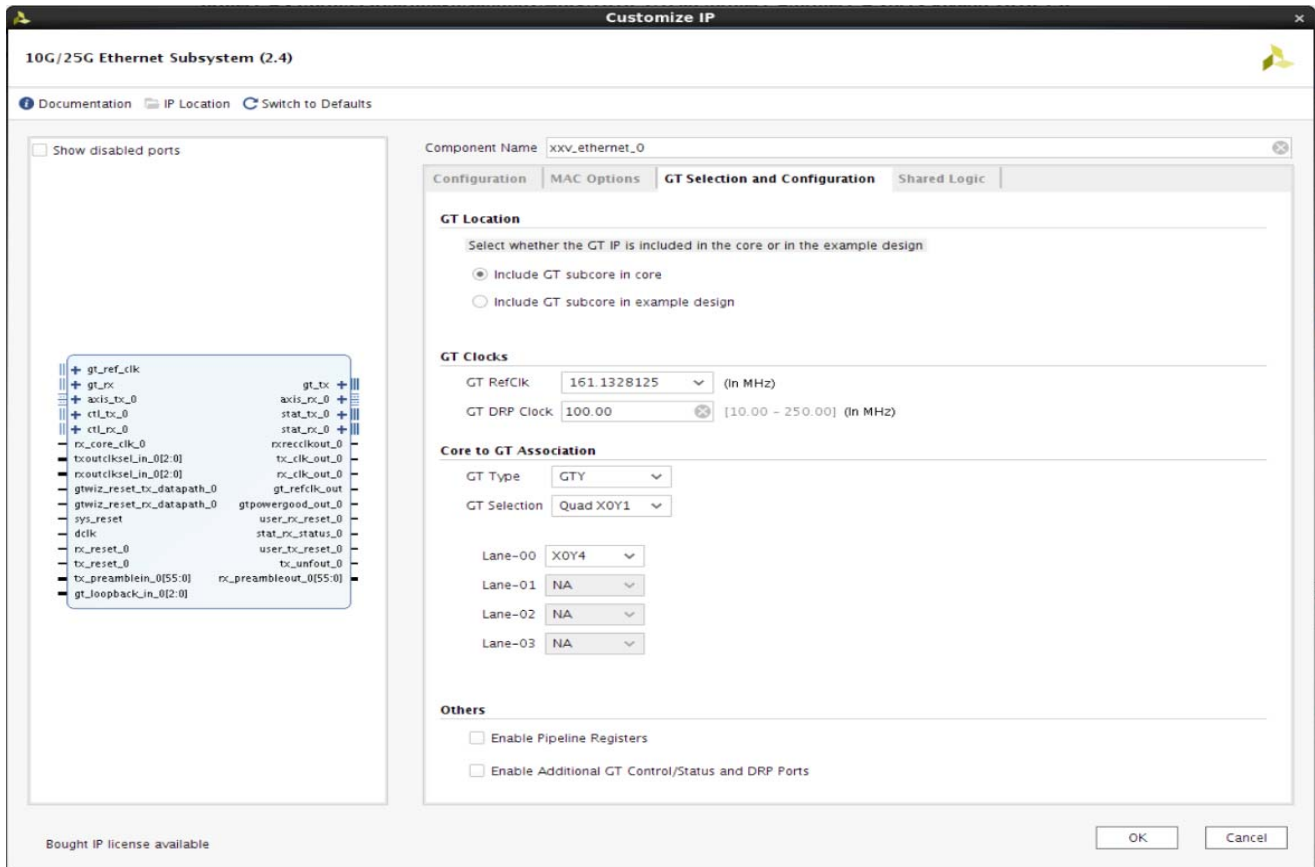 Customize IP
10G/25G Ethernet Subsystem (2.4)
Documentation IP Location Switch to Defaults
Show disabled ports
gt_ref_clk
gt_rx gt_tx
axis_tx_0 axis_rx_0
ctl_tx_0 stat_tx_0
ctl_rx_0 stat_rx_0
rx_core_clk_0 rxrecclkout_0
txoutclksel_in_0[2:0] tx_clk_out_0
rxoutclksel_in_0[2:0] rx_clk_out_0
gtwiz_reset_tx_datapath_0 gt_refclk_out
gtwiz_reset_rx_datapath_0 gtpowergood_out_0
sys_reset user_rx_reset_0
dclk stat_rx_status_0
rx_reset_0 user_tx_reset_0
tx_reset_0 tx_unfout_0
tx_preamblein_0[55:0] rx_preambleout_0[55:0]
gt_loopback_in_0[2:0]
Component Name xxv_ethernet_0
Configuration MAC Options GT Selection and Configuration Shared Logic
GT Location
Select whether the GT IP is included in the core or in the example design
Include GT subcore in core
Include GT subcore in example design
GT Clocks
GT RefClk 161.1328125 (In MHz)
GT DRP Clock 100.00 [10.00 - 250.00] (In MHz)
Core to GT Association
GT Type GTY
GT Selection Quad X0Y1
Lane-00 X0Y4
Lane-01 NA
Lane-02 NA
Lane-03 NA
Others
Enable Pipeline Registers
Enable Additional GT Control/Status and DRP Ports
Bought IP license available
OK Cancel